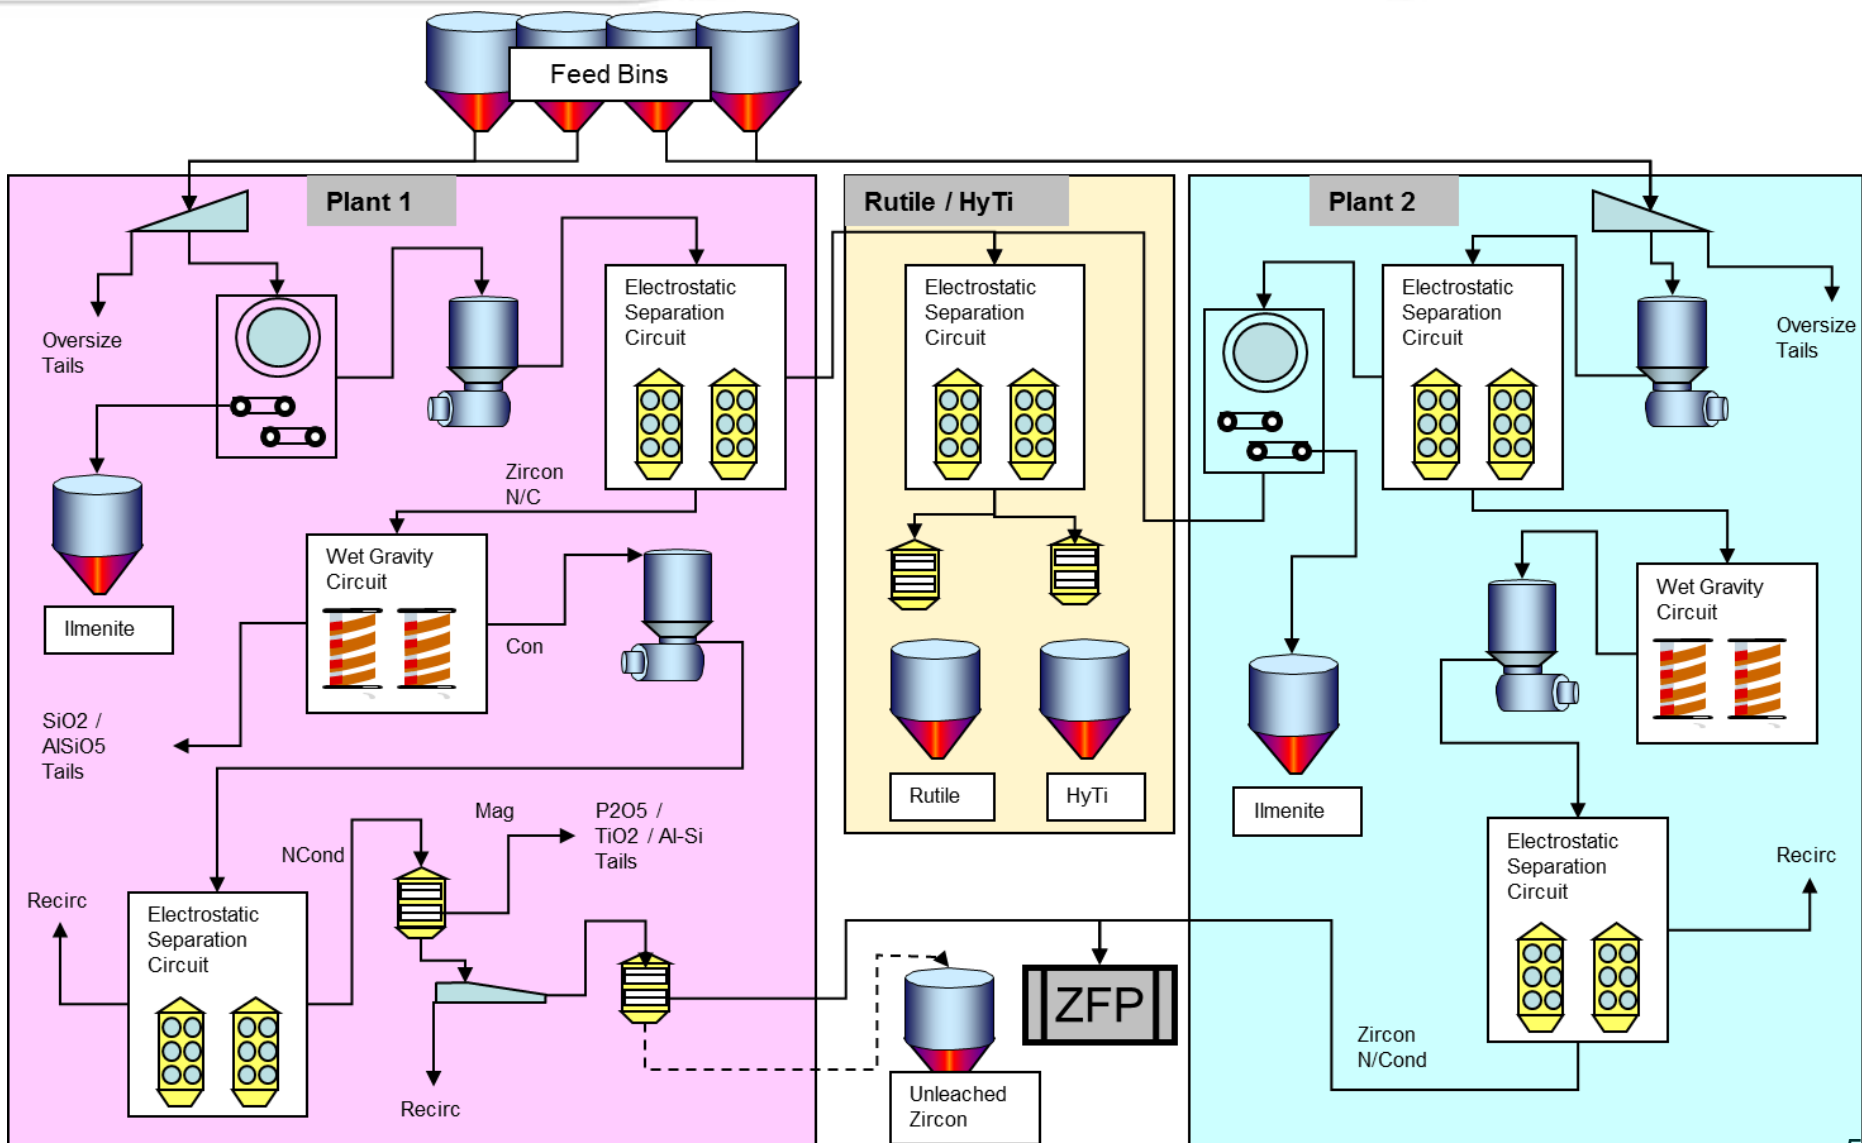 Feed Bins
Plant 1
Rutile / HyTi
Plant 2
Electrostatic
Separation
Circuit
Electrostatic
Separation
Circuit
Electrostatic
Separation
Circuit
Oversize
Tails
Oversize
Tails
Zircon
N/C
Wet Gravity
Circuit
Wet Gravity
Circuit
Ilmenite
Con
SiO2 /
AlSiO5
Tails
Rutile
HyTi
Ilmenite
Mag
P2O5 /
TiO2 / Al-Si
Tails
NCond
Electrostatic
Separation
Circuit
Recirc
Recirc
Electrostatic
Separation
Circuit
ZFP
Zircon
N/Cond
Recirc
Unleached
Zircon